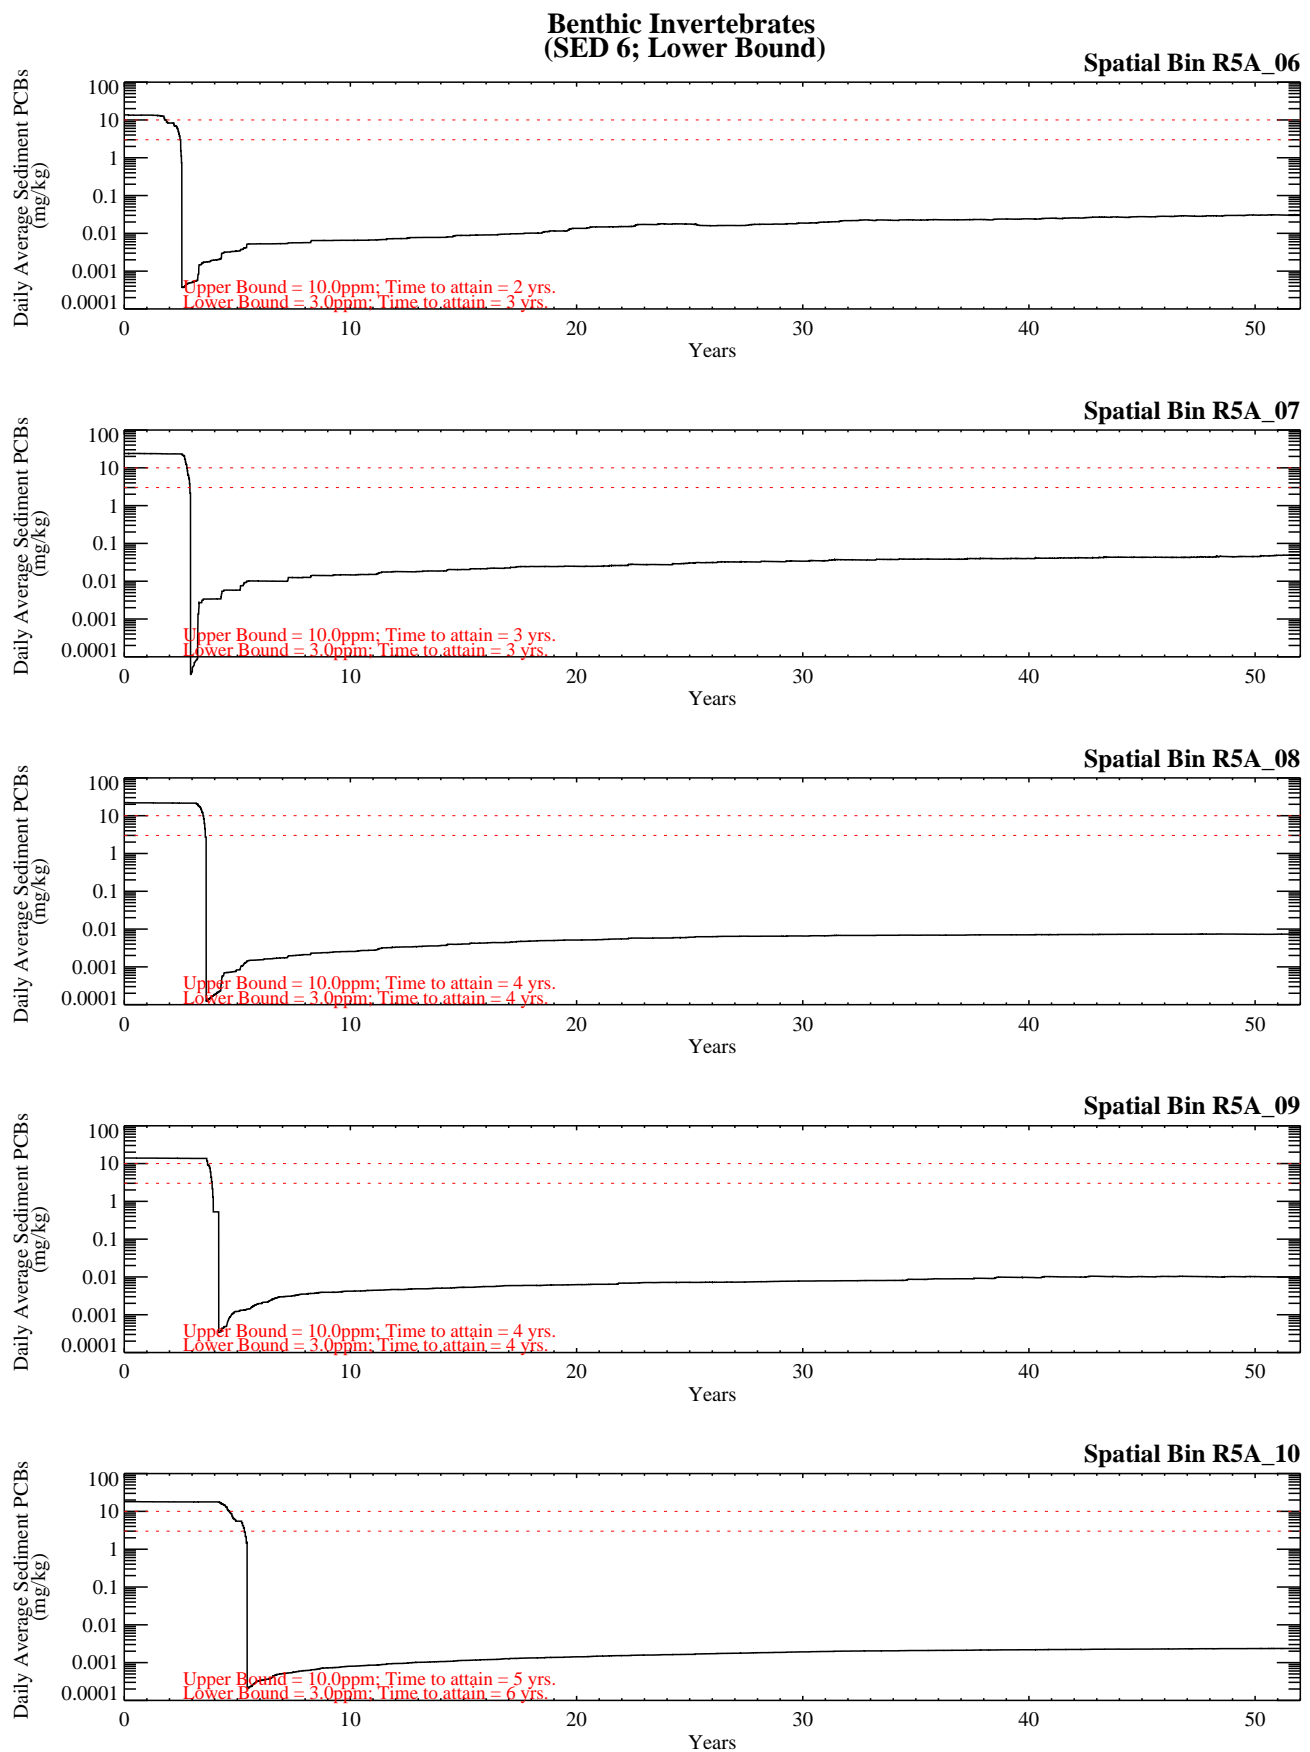 Benthic Invertebrates
(SED 6; Lower Bound)
Spatial Bin R5A_06
Daily Average Sediment PCBs
(mg/kg)
100
10
1
0.1
0.01
0.001
0.0001
Upper Bound = 10.0ppm; Time to attain = 2 yrs.
Lower Bound = 3.0ppm; Time to attain = 3 yrs.
0 10 20 30 40 50
Years
Spatial Bin R5A_07
Daily Average Sediment PCBs
(mg/kg)
100
10
1
0.1
0.01
0.001
0.0001
Upper Bound = 10.0ppm; Time to attain = 3 yrs.
Lower Bound = 3.0ppm; Time to attain = 3 yrs.
0 10 20 30 40 50
Years
Spatial Bin R5A_08
Daily Average Sediment PCBs
(mg/kg)
100
10
1
0.1
0.01
0.001
0.0001
Upper Bound = 10.0ppm; Time to attain = 4 yrs.
Lower Bound = 3.0ppm; Time to attain = 4 yrs.
0 10 20 30 40 50
Years
Spatial Bin R5A_09
Daily Average Sediment PCBs
(mg/kg)
100
10
1
0.1
0.01
0.001
0.0001
Upper Bound = 10.0ppm; Time to attain = 4 yrs.
Lower Bound = 3.0ppm; Time to attain = 4 yrs.
0 10 20 30 40 50
Years
Spatial Bin R5A_10
Daily Average Sediment PCBs
(mg/kg)
100
10
1
0.1
0.01
0.001
0.0001
Upper Bound = 10.0ppm; Time to attain = 5 yrs.
Lower Bound = 3.0ppm; Time to attain = 6 yrs.
0 10 20 30 40 50
Years